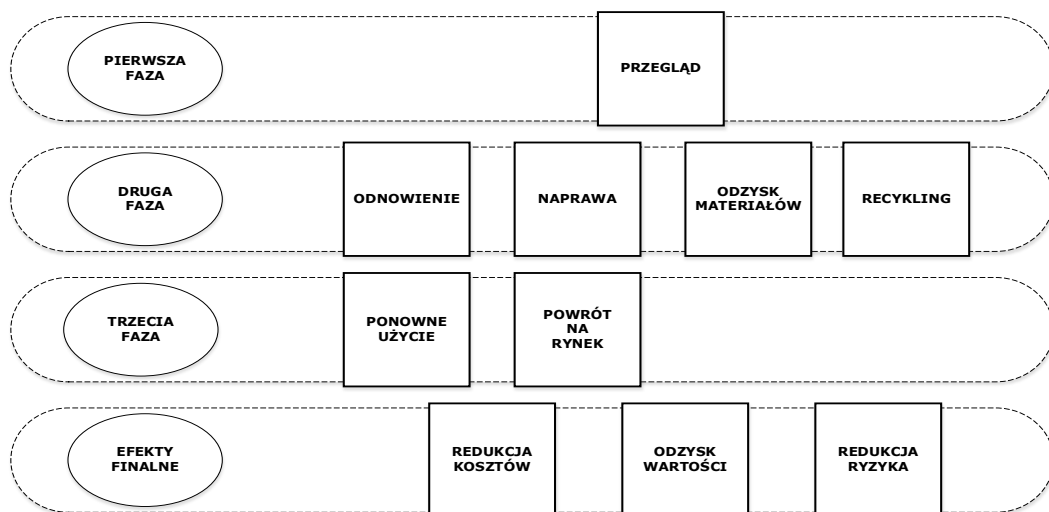 PIERWSZA
FAZA
PRZEGLĄD
DRUGA
FAZA
ODNOWIENIE
NAPRAWA
ODZYSK
MATERIAŁÓW
RECYKLING
TRZECIA
FAZA
PONOWNE
UŻYCIE
POWRÓT
NA
RYNEK
EFEKTY
FINALNE
REDUKCJA
KOSZTÓW
ODZYSK
WARTOŚCI
REDUKCJA
RYZYKA